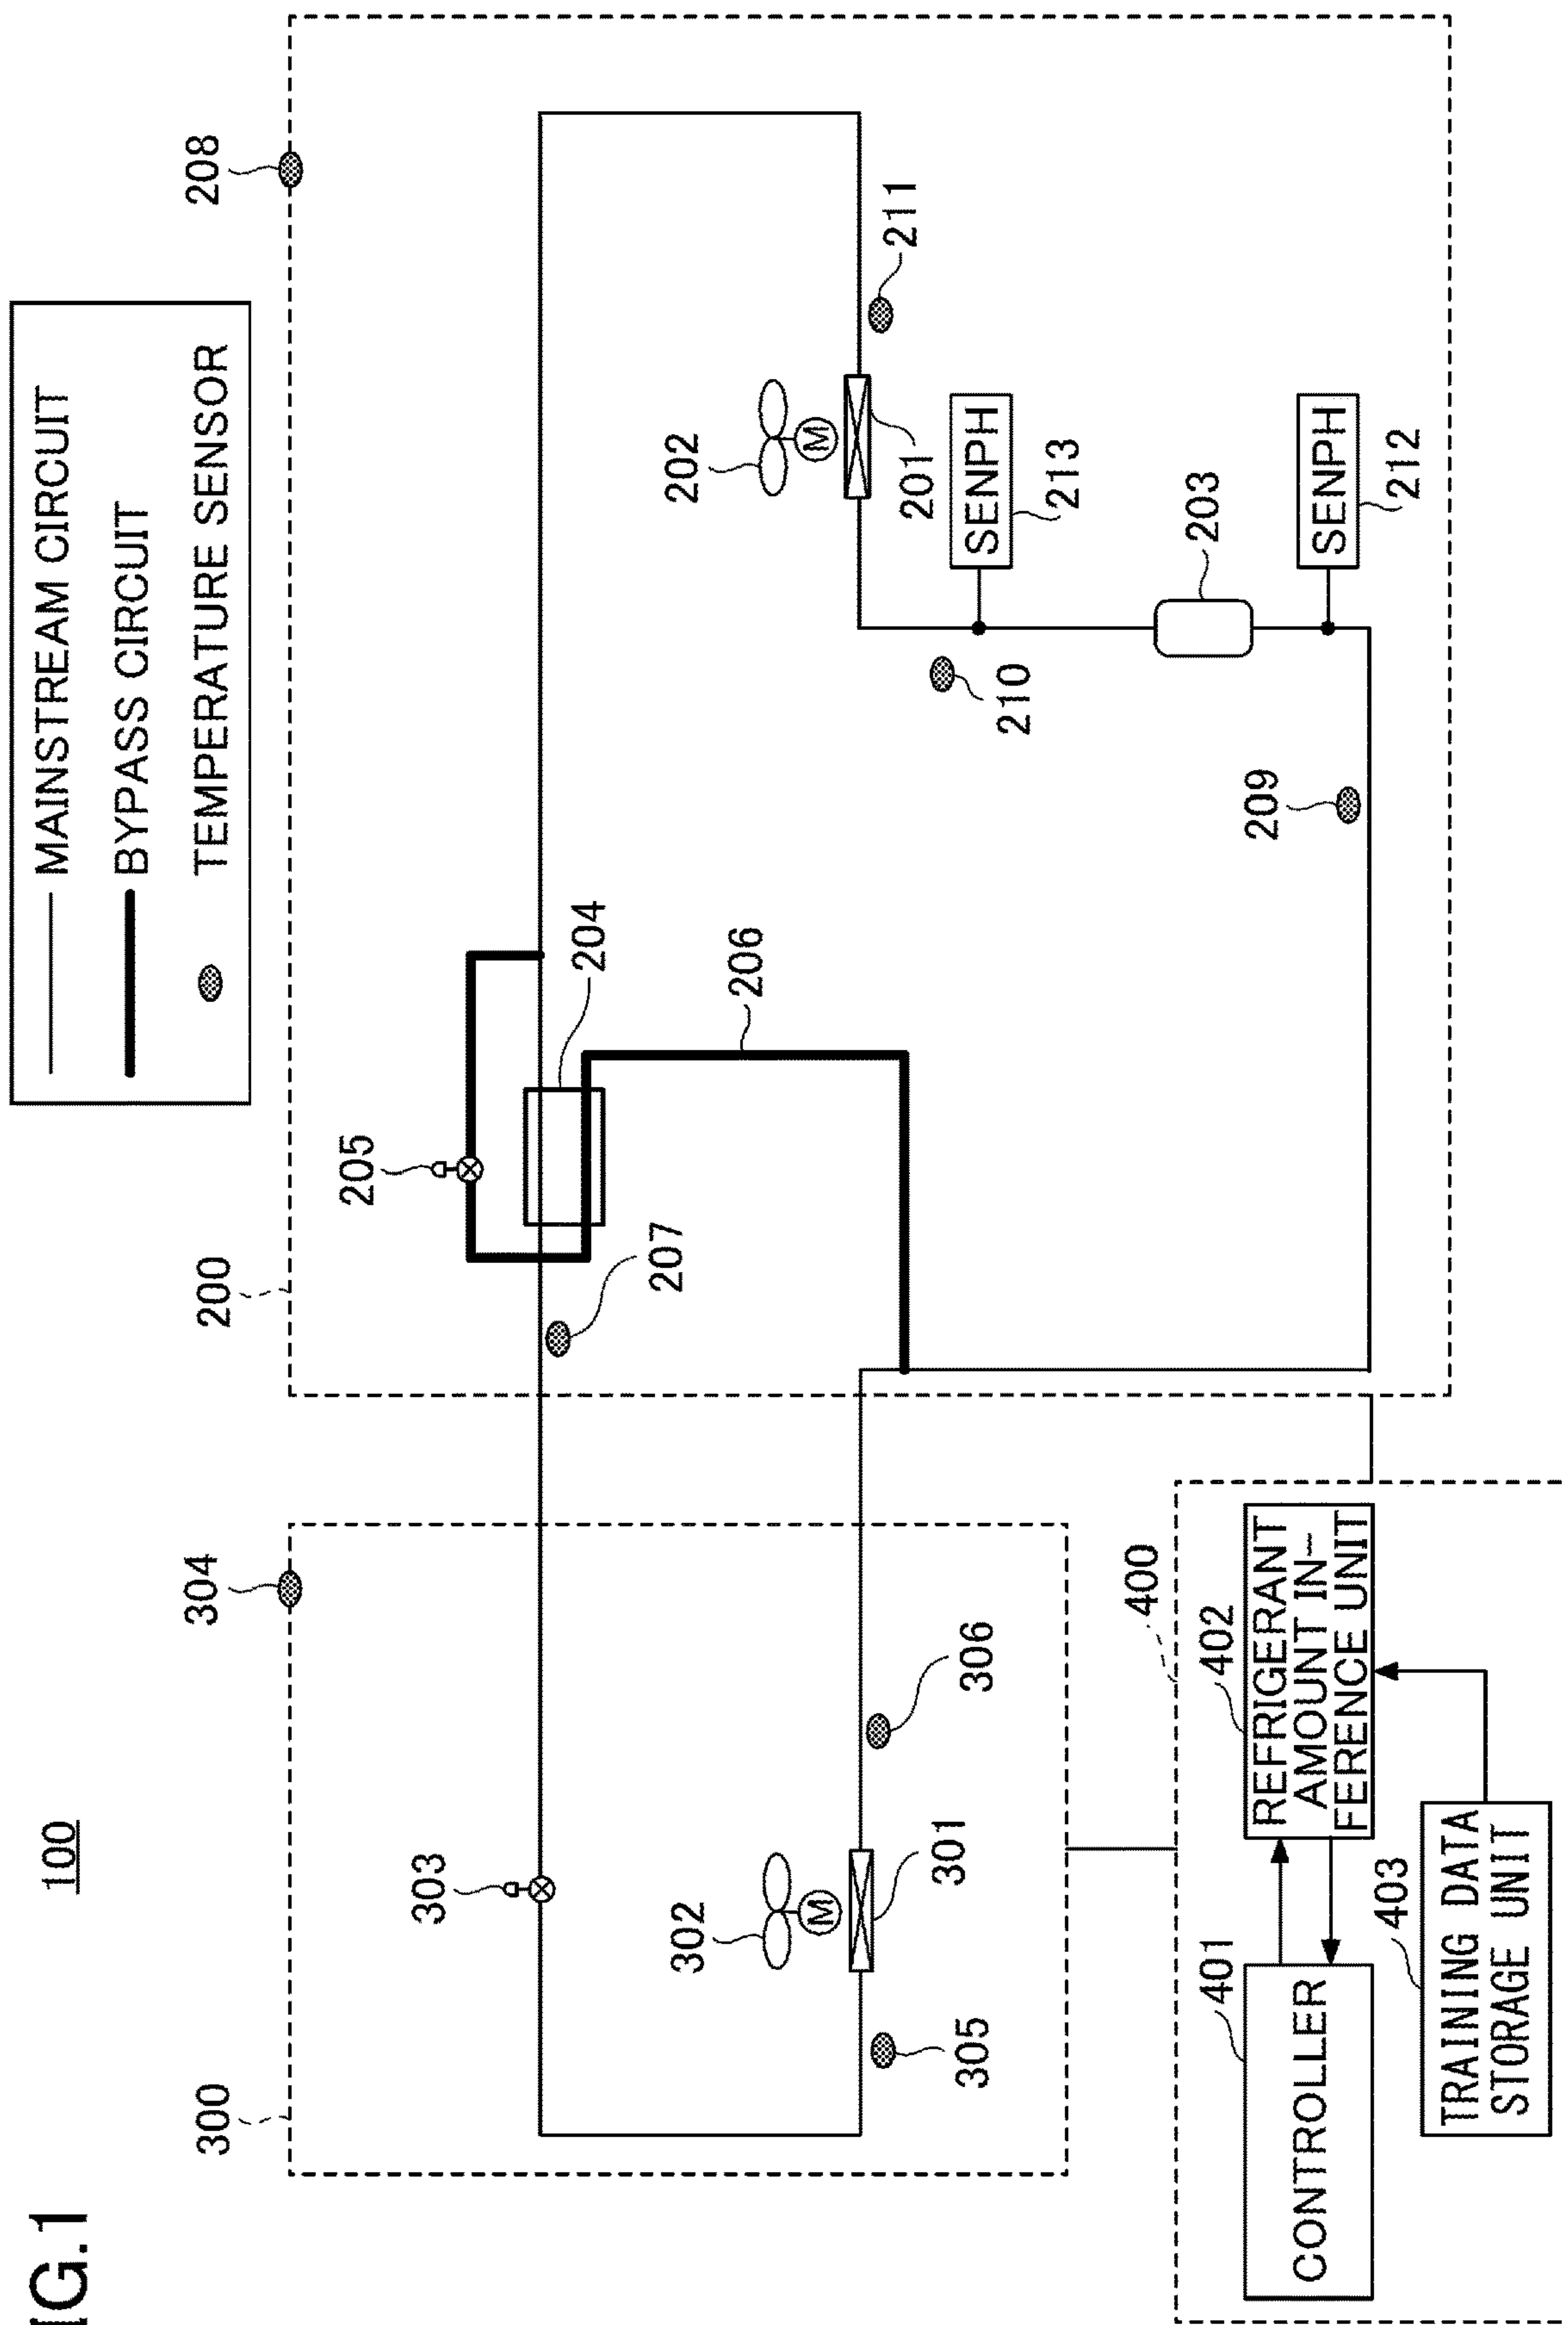 IG.1
100
MAINSTREAM CIRCUIT
BYPASS CIRCUIT
TEMPERATURE SENSOR
300
304
200
208
303
205
207
204
206
302
M
301
305
306
202
M
201
211
SENPH
213
210
203
SENPH
212
209
400
401
CONTROLLER
402
REFRIGERANT
AMOUNT IN-
FERENCE UNIT
403
TRAINING DATA
STORAGE UNIT